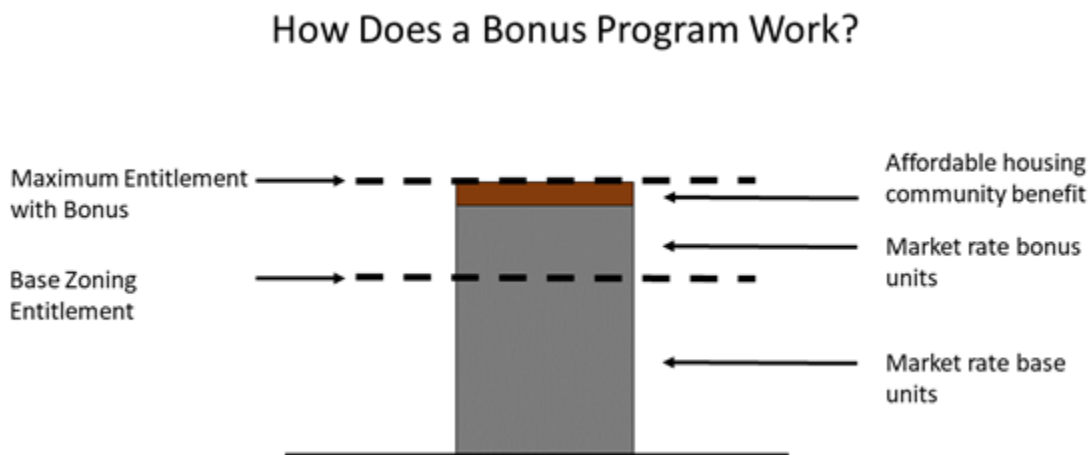 How Does a Bonus Program Work?
Maximum Entitlement
with Bonus
Base Zoning
Entitlement
Affordable housing
community benefit
Market rate bonus
units
Market rate base
units